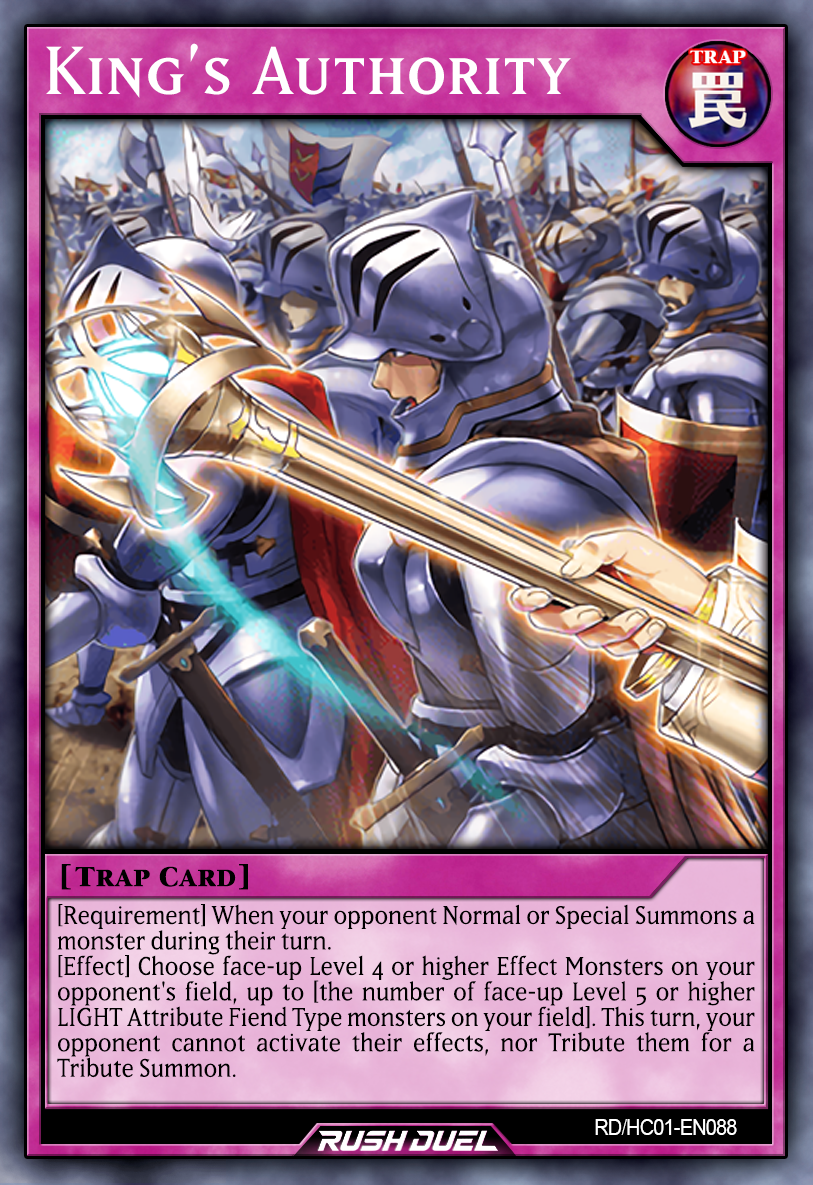 King's Authority
TRAP
罠
[Trap Card]
[Requirement] When your opponent Normal or Special Summons a
monster during their turn.
[Effect] Choose face-up Level 4 or higher Effect Monsters on your
opponent's field, up to [the number of face-up Level 5 or higher
LIGHT Attribute Fiend Type monsters on your field]. This turn, your
opponent cannot activate their effects, nor Tribute them for a
Tribute Summon.
RD/HC01-EN088
RUSH DUEL